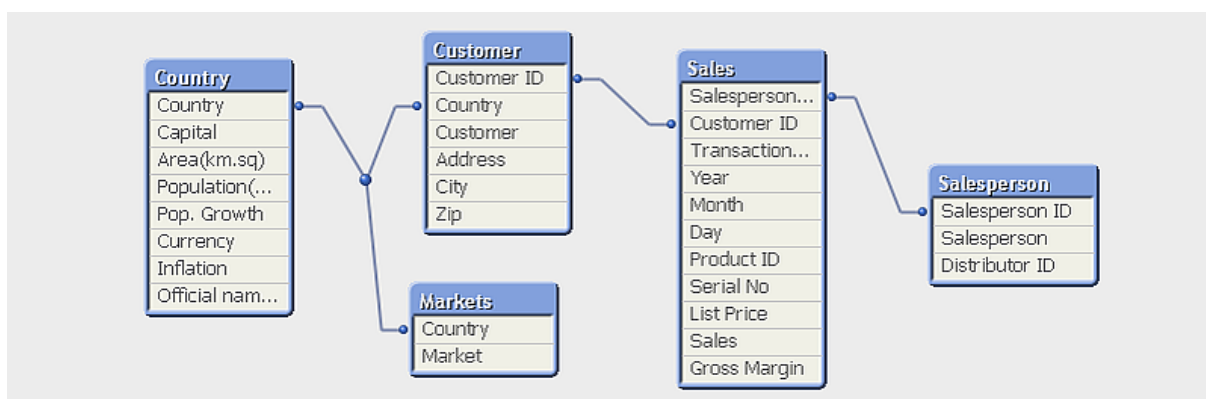 Country
Country
Capital
Area(km.sq)
Population(...
Pop. Growth
Currency
Inflation
Official nam...
Customer
Customer ID
Country
Customer
Address
City
Zip
Markets
Country
Market
Sales
Salesperson...
Customer ID
Transaction...
Year
Month
Day
Product ID
Serial No
List Price
Sales
Gross Margin
Salesperson
Salesperson ID
Salesperson
Distributor ID